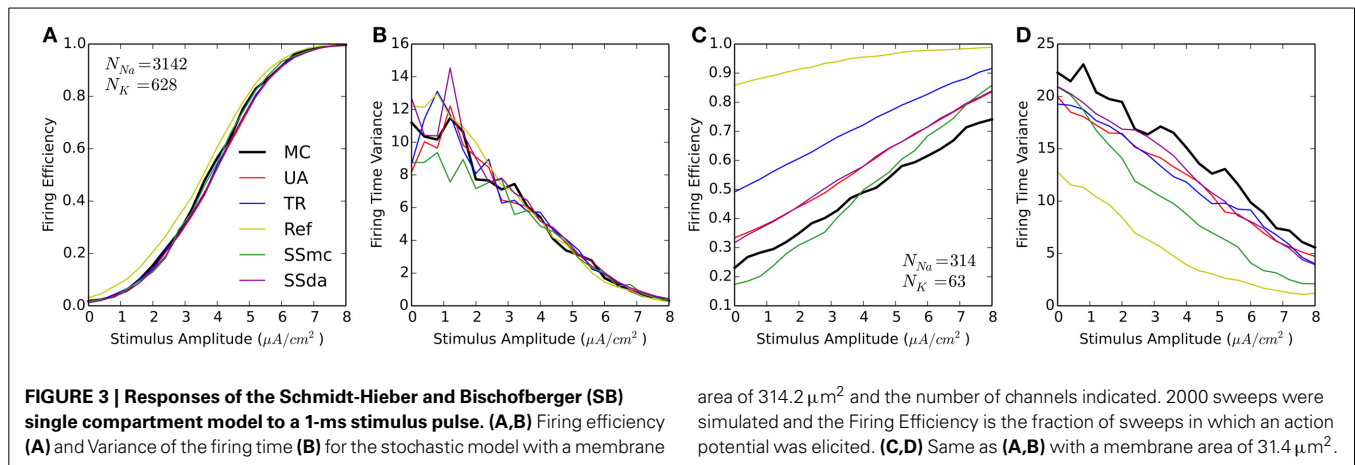 A
Firing Efficiency
1.0
0.8
0.6
0.4
0.2
0.0
N_Na=3142
N_K=628
MC
UA
TR
Ref
SSmc
SSda
0 1 2 3 4 5 6 7 8
Stimulus Amplitude (μA/cm²)
B
Firing Time Variance
16
14
12
10
8
6
4
2
0
0 1 2 3 4 5 6 7 8
Stimulus Amplitude (μA/cm²)
C
Firing Efficiency
1.0
0.9
0.8
0.7
0.6
0.5
0.4
0.3
0.2
0.1
N_Na=314
N_K=63
0 1 2 3 4 5 6 7 8
Stimulus Amplitude (μA/cm²)
D
Firing Time Variance
25
20
15
10
5
0
0 1 2 3 4 5 6 7 8
Stimulus Amplitude (μA/cm²)
FIGURE 3 | Responses of the Schmidt-Hieber and Bischofberger (SB)
single compartment model to a 1-ms stimulus pulse. (A,B) Firing efficiency
(A) and Variance of the firing time (B) for the stochastic model with a membrane
area of 314.2 μm² and the number of channels indicated. 2000 sweeps were
simulated and the Firing Efficiency is the fraction of sweeps in which an action
potential was elicited. (C,D) Same as (A,B) with a membrane area of 31.4 μm².